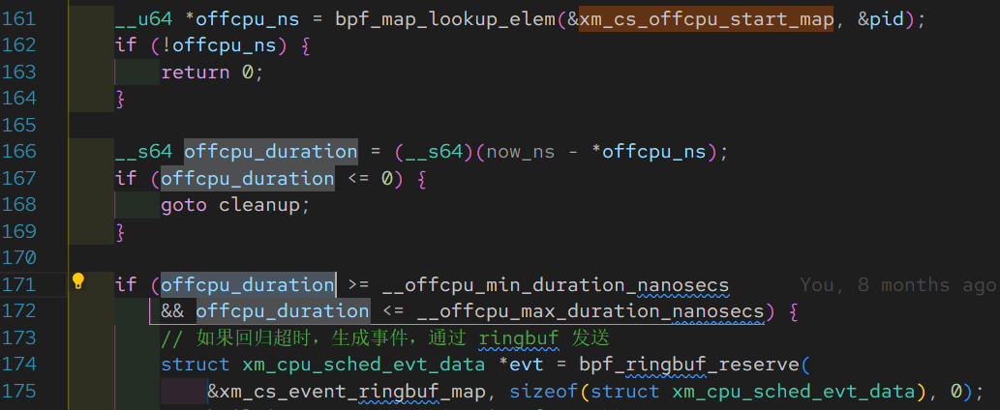 161 __u64 *offcpu_ns = bpf_map_lookup_elem(&xm_cs_offcpu_start_map, &pid);
162 if (!offcpu_ns) {
163 return 0;
164 }
165
166 __s64 offcpu_duration = (__s64)(now_ns - *offcpu_ns);
167 if (offcpu_duration <= 0) {
168 goto cleanup;
169 }
170
171 if (offcpu_duration >= __offcpu_min_duration_nanosecs You, 8 months ago
172 && offcpu_duration <= __offcpu_max_duration_nanosecs) {
173 // 如果回归超时，生成事件，通过 ringbuf 发送
174 struct xm_cpu_sched_evt_data *evt = bpf_ringbuf_reserve(
175 &xm_cs_event_ringbuf_map, sizeof(struct xm_cpu_sched_evt_data), 0);